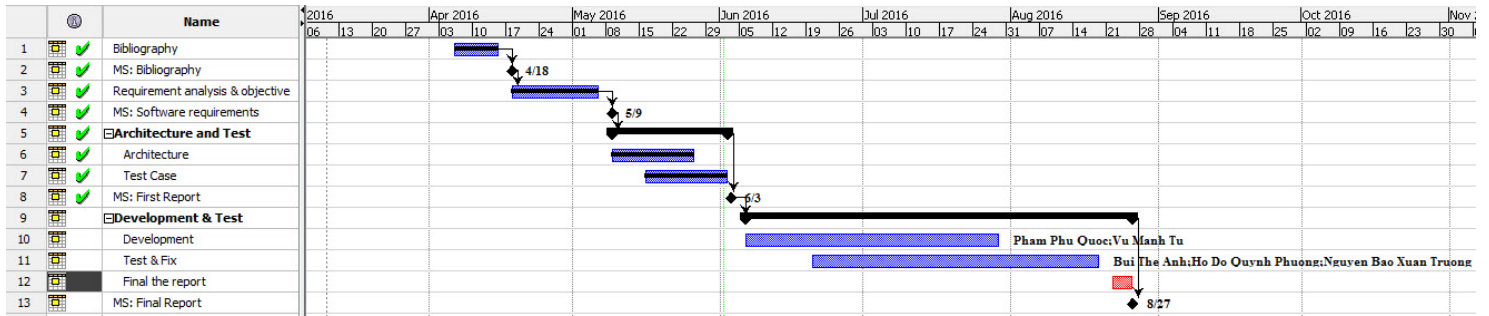 Name
2016 Apr 2016 May 2016 Jun 2016 Jul 2016 Aug 2016 Sep 2016 Oct 2016 Nov
06 13 20 27 03 10 17 24 01 08 15 22 29 05 12 19 26 03 10 17 24 31 07 14 21 28 04 11 18 25 02 09 16 23 30
1 Bibliography
2 MS: Bibliography 4/18
3 Requirement analysis & objective
4 MS: Software requirements 5/9
5 Architecture and Test
6 Architecture
7 Test Case
8 MS: First Report 6/3
9 Development & Test
10 Development Pham Phu Quoc;Vu Manh Tu
11 Test & Fix Bui The Anh;Ho Do Quynh Phuong;Nguyen Bao Xuan Truong
12 Final the report
13 MS: Final Report 8/27